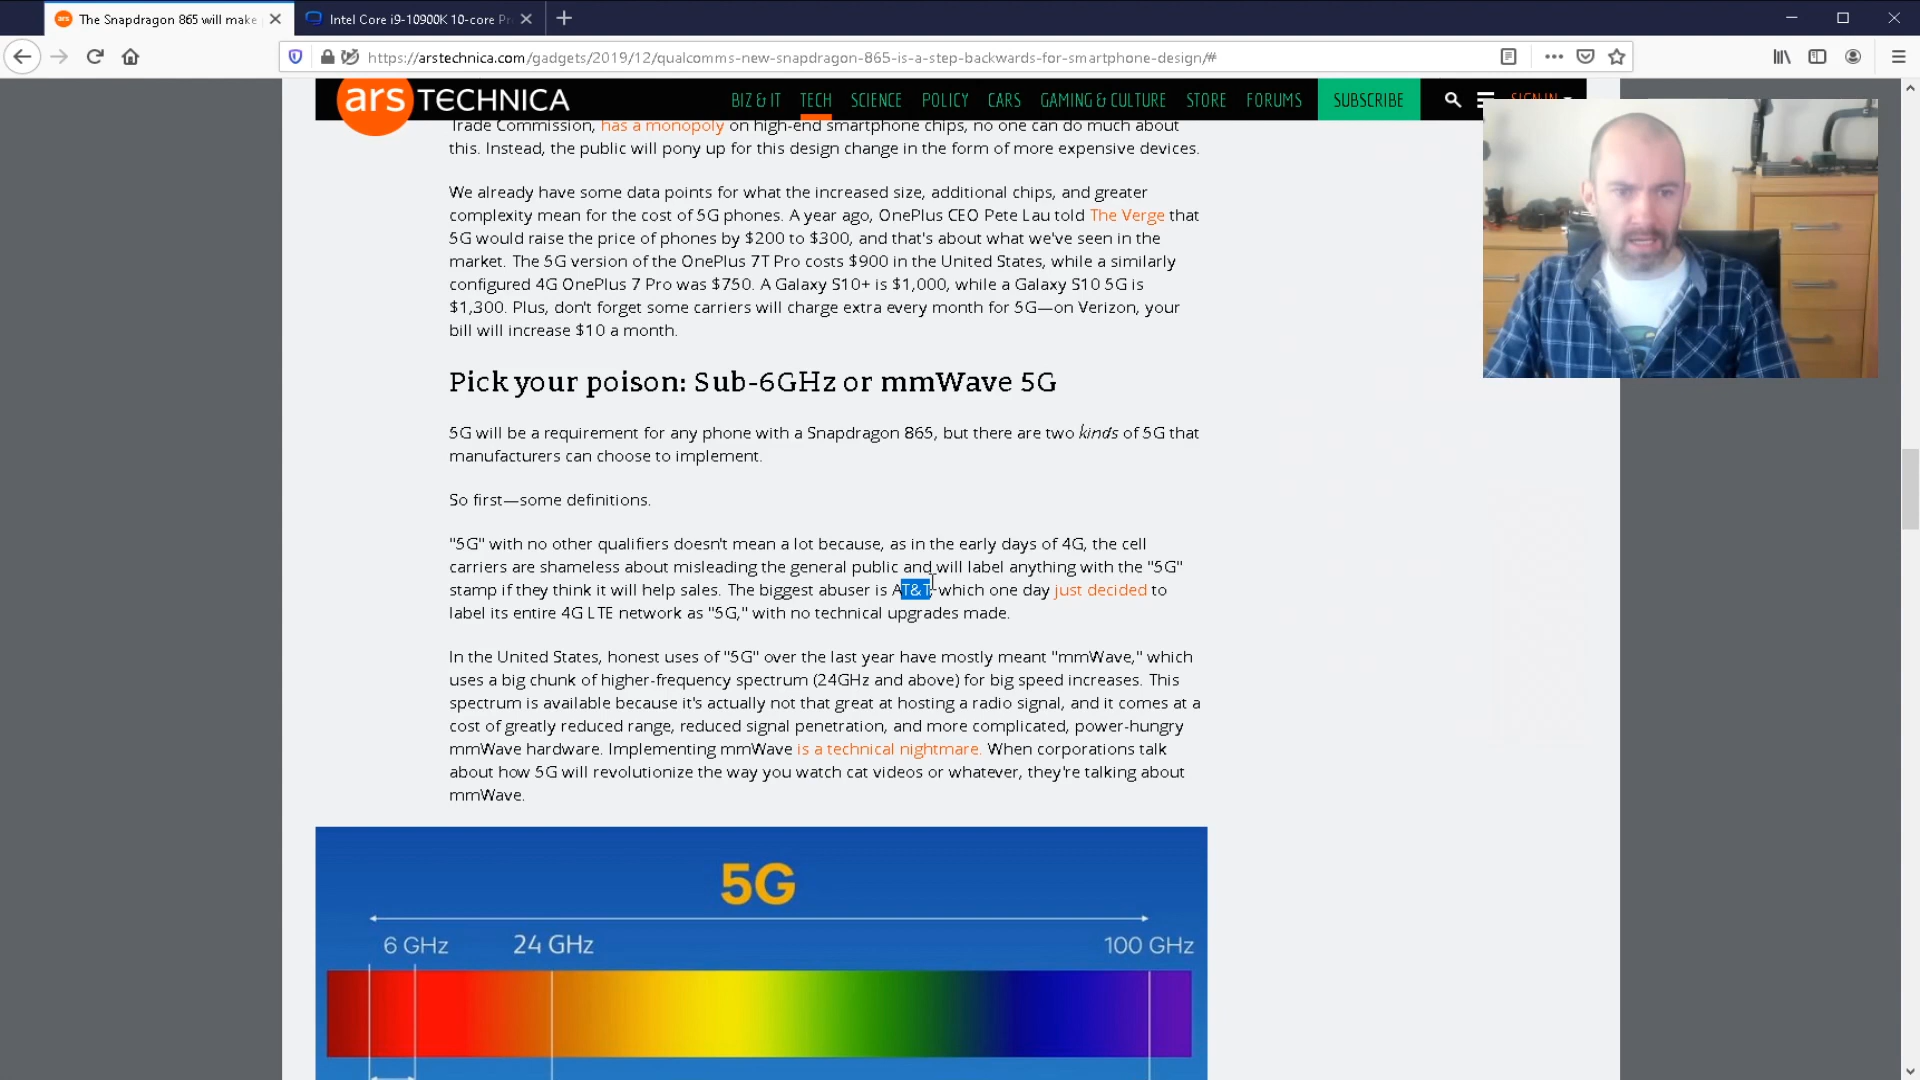 The Snapdragon 865 will make
Intel Core i9-10900K 10-core Pr
https://arstechnica.com/gadgets/2019/12/qualcomms-new-snapdragon-865-is-a-step-backwards-for-smartphone-design/#
ars TECHNICA
BIZ & IT TECH SCIENCE POLICY CARS GAMING & CULTURE STORE FORUMS SUBSCRIBE SIGN IN
Trade Commission, has a monopoly on high-end smartphone chips, no one can do much about
this. Instead, the public will pony up for this design change in the form of more expensive devices.
We already have some data points for what the increased size, additional chips, and greater
complexity mean for the cost of 5G phones. A year ago, OnePlus CEO Pete Lau told The Verge that
5G would raise the price of phones by $200 to $300, and that's about what we've seen in the
market. The 5G version of the OnePlus 7T Pro costs $900 in the United States, while a similarly
configured 4G OnePlus 7 Pro was $750. A Galaxy S10+ is $1,000, while a Galaxy S10 5G is
$1,300. Plus, don't forget some carriers will charge extra every month for 5G—on Verizon, your
bill will increase $10 a month.
Pick your poison: Sub-6GHz or mmWave 5G
5G will be a requirement for any phone with a Snapdragon 865, but there are two kinds of 5G that
manufacturers can choose to implement.
So first—some definitions.
"5G" with no other qualifiers doesn't mean a lot because, as in the early days of 4G, the cell
carriers are shameless about misleading the general public and will label anything with the "5G"
stamp if they think it will help sales. The biggest abuser is AT&T, which one day just decided to
label its entire 4G LTE network as "5G," with no technical upgrades made.
In the United States, honest uses of "5G" over the last year have mostly meant "mmWave," which
uses a big chunk of higher-frequency spectrum (24GHz and above) for big speed increases. This
spectrum is available because it's actually not that great at hosting a radio signal, and it comes at a
cost of greatly reduced range, reduced signal penetration, and more complicated, power-hungry
mmWave hardware. Implementing mmWave is a technical nightmare. When corporations talk
about how 5G will revolutionize the way you watch cat videos or whatever, they're talking about
mmWave.
5G
6 GHz 24 GHz 100 GHz